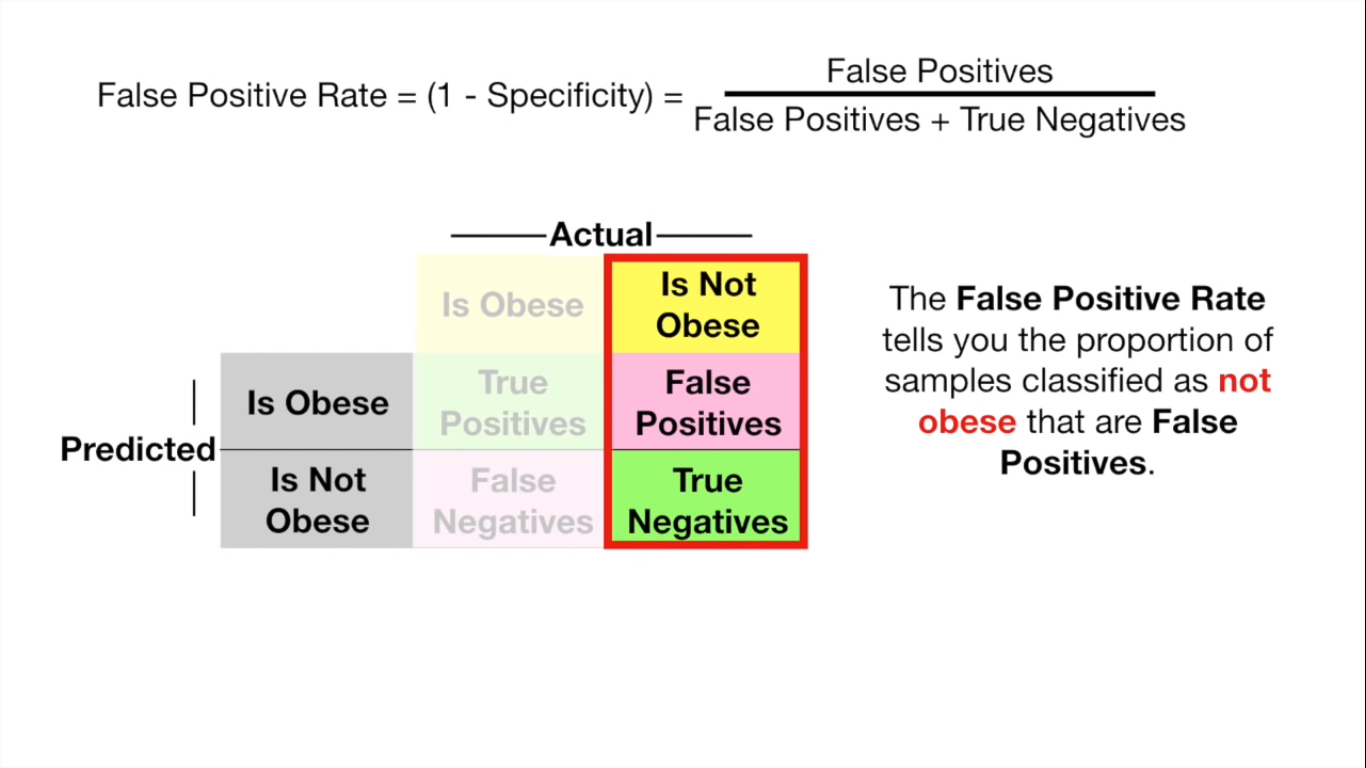 False Positives
False Positive Rate = (1 - Specificity) =
False Positives + True Negatives
Actual
Is Obese
Is Not
Obese
Is Obese
True
Positives
False
Positives
Predicted
Is Not
Obese
False
Negatives
True
Negatives
The False Positive Rate
tells you the proportion of
samples classified as not
obese that are False
Positives.